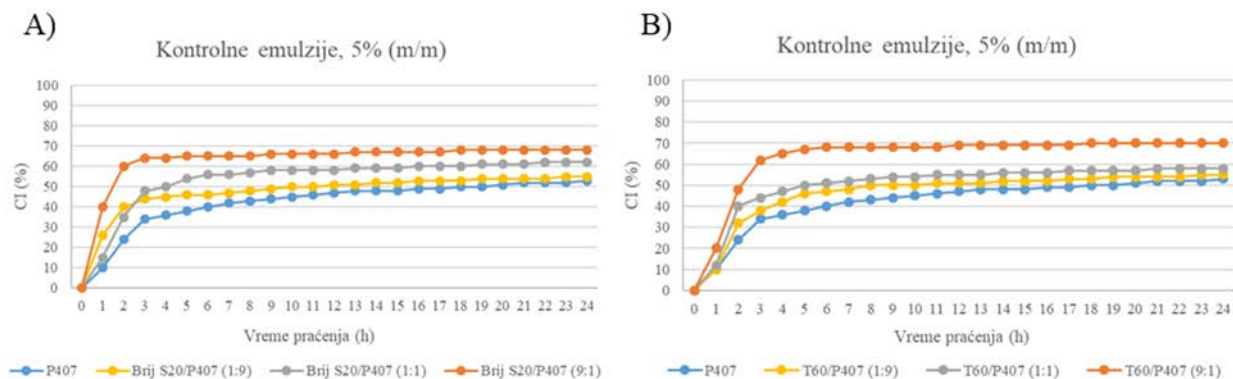 A)
Kontrolne emulzije, 5% (m/m)
CI (%)
100
90
80
70
60
50
40
30
20
10
0
0 1 2 3 4 5 6 7 8 9 10 11 12 13 14 15 16 17 18 19 20 21 22 23 24
Vreme praćenja (h)
P407 Brij S20/P407 (1:9) Brij S20/P407 (1:1) Brij S20/P407 (9:1)
B)
Kontrolne emulzije, 5% (m/m)
CI (%)
100
90
80
70
60
50
40
30
20
10
0
0 1 2 3 4 5 6 7 8 9 10 11 12 13 14 15 16 17 18 19 20 21 22 23 24
Vreme praćenja (h)
P407 T60/P407 (1:9) T60/P407 (1:1) T60/P407 (9:1)